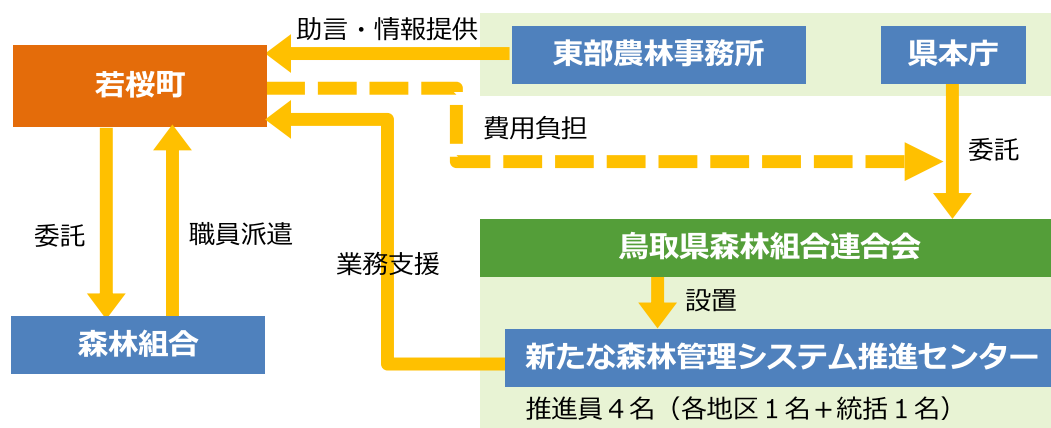 助言・情報提供
東部農林事務所
県本庁
若桜町
費用負担
委託
委託
職員派遣
業務支援
鳥取県森林組合連合会
設置
森林組合
新たな森林管理システム推進センター
推進員４名（各地区１名＋統括１名）